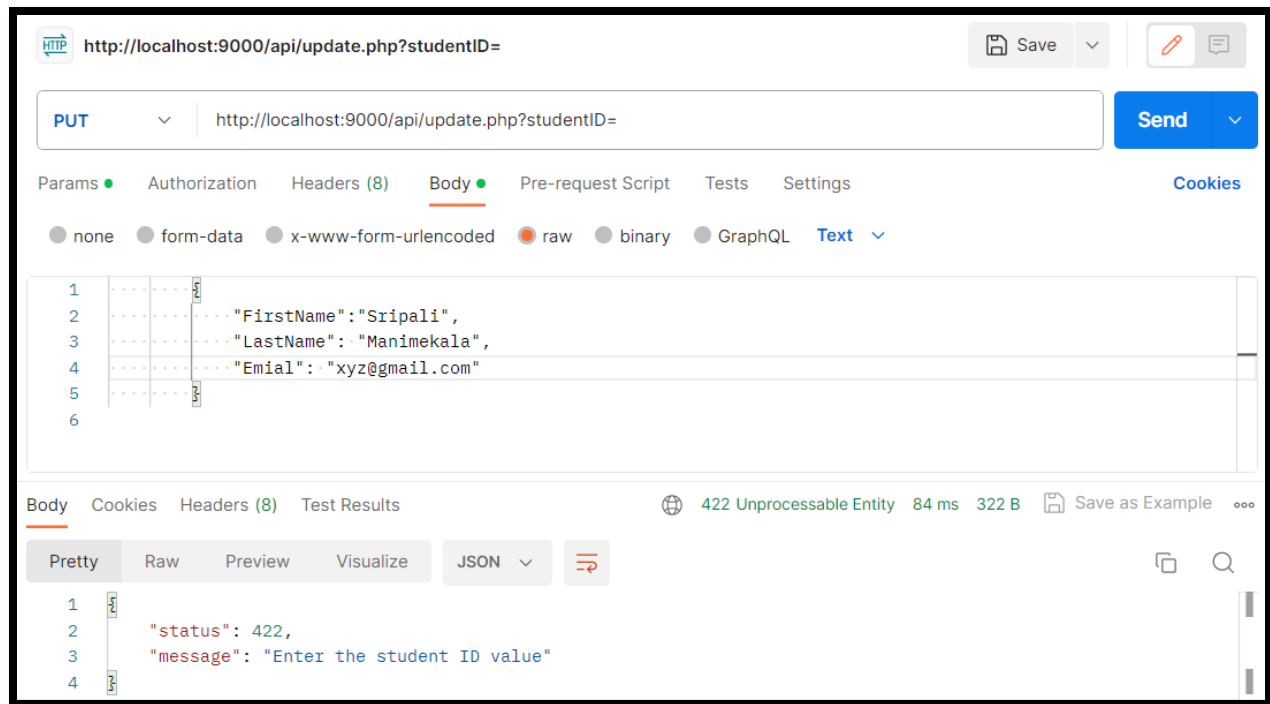 HTTP http://localhost:9000/api/update.php?studentID= Save
PUT http://localhost:9000/api/update.php?studentID= Send
Params Authorization Headers (8) Body Pre-request Script Tests Settings Cookies
none form-data x-www-form-urlencoded raw binary GraphQL Text
1 {
2 "FirstName":"Sripali",
3 "LastName": "Manimekala",
4 "Emial": "xyz@gmail.com"
5 }
6
Body Cookies Headers (8) Test Results 422 Unprocessable Entity 84 ms 322 B Save as Example
Pretty Raw Preview Visualize JSON
1 {
2 "status": 422,
3 "message": "Enter the student ID value"
4 }